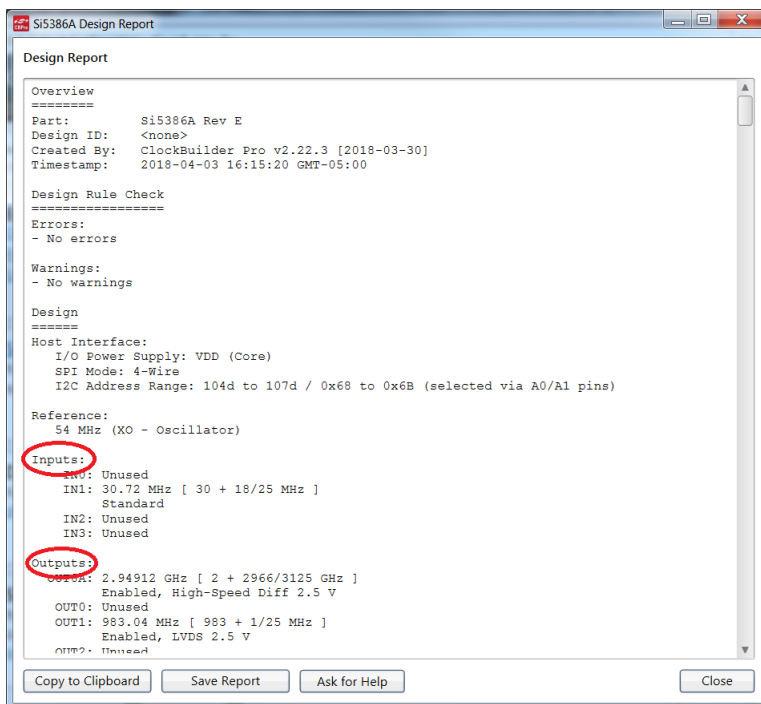 Si5386A Design Report
Design Report
Overview
========
Part: Si5386A Rev E
Design ID: <none>
Created By: ClockBuilder Pro v2.22.3 [2018-03-30]
Timestamp: 2018-04-03 16:15:20 GMT-05:00
Design Rule Check
=================
Errors:
- No errors
Warnings:
- No warnings
Design
======
Host Interface:
I/O Power Supply: VDD (Core)
SPI Mode: 4-Wire
I2C Address Range: 104d to 107d / 0x68 to 0x6B (selected via A0/A1 pins)
Reference:
54 MHz (XO - Oscillator)
Inputs:
IN0: Unused
IN1: 30.72 MHz [ 30 + 18/25 MHz ]
Standard
IN2: Unused
IN3: Unused
Outputs:
OUT0A: 2.94912 GHz [ 2 + 2966/3125 GHz ]
Enabled, High-Speed Diff 2.5 V
OUT0: Unused
OUT1: 983.04 MHz [ 983 + 1/25 MHz ]
Enabled, LVDS 2.5 V
OUT2: Unused
Copy to Clipboard Save Report Ask for Help Close